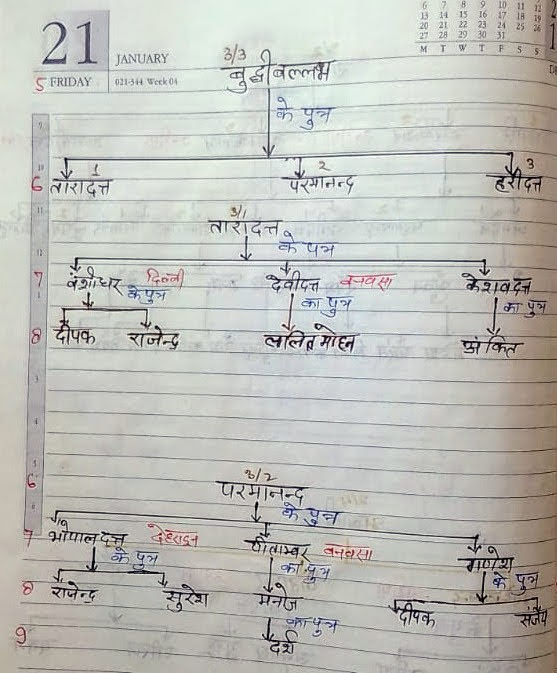 21
JANUARY
5 FRIDAY 021-344 Week 04
6 7 8 9 10 11 12
13 14 15 16 17 18 19
20 21 22 23 24 25 26
27 28 29 30 31
M T W T F S S
3/3
बुद्धीबल्लभ
के पुत्र
1 2 3
6 तारादत्त परमानन्द हरीदत्त
3/1
तारादत्त
के पुत्र
7 बंशीधर दिल्ली देवीदत्त बनबसा केशवदत्त
के पुत्र का पुत्र का पुत्र
8 दीपक राजेन्द्र ललित मोहन अंकित
3/2
6 परमानन्द
के पुत्र
7 गोपालदत्त देहरादून पीताम्बर बनबसा गणेश
के पुत्र का पुत्र के पुत्र
8 राजेन्द्र सुरेश मनोज दीपक संजय
का पुत्र
9 दर्श